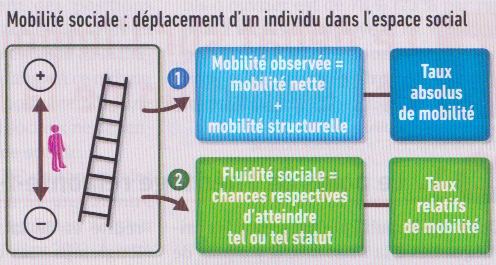 Mobilité sociale : déplacement d'un individu dans l'espace social
+
−
1
Mobilité observée =
mobilité nette
+
mobilité structurelle
Taux
absolus
de mobilité
2
Fluidité sociale =
chances respectives
d'atteindre
tel ou tel statut
Taux
relatifs
de mobilité